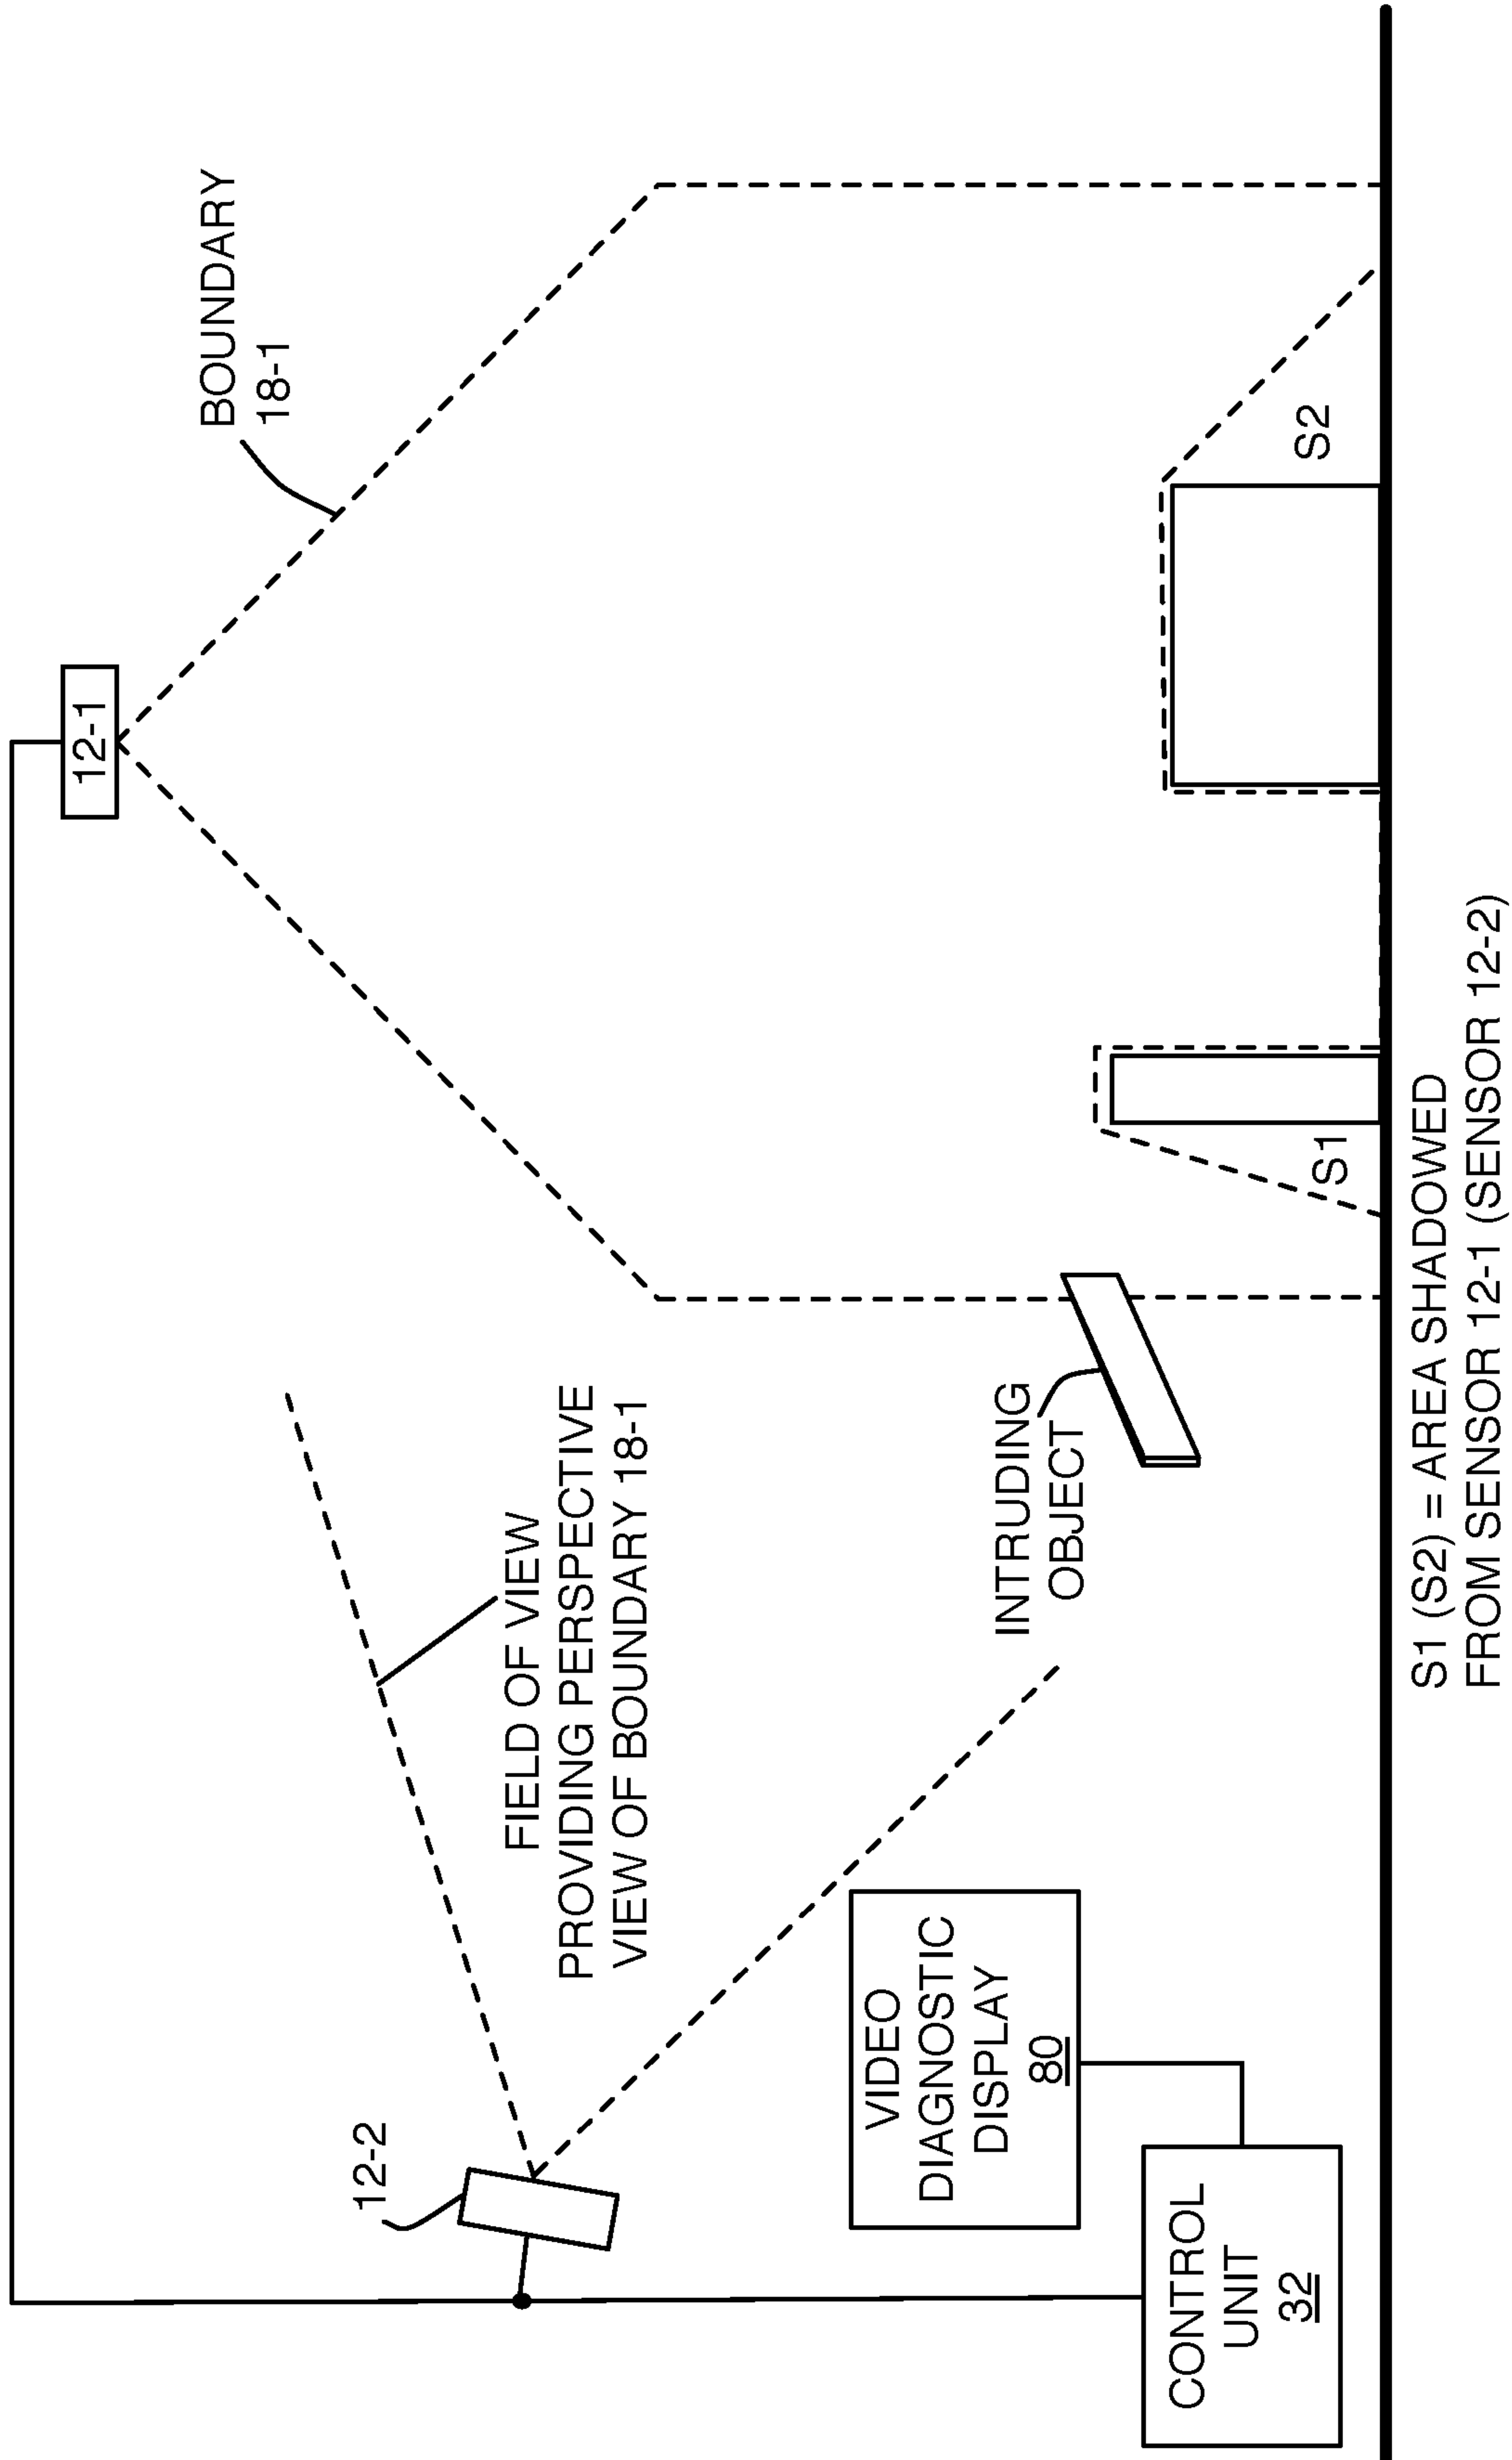 12-1
BOUNDARY
18-1
12-2
FIELD OF VIEW
PROVIDING PERSPECTIVE
VIEW OF BOUNDARY 18-1
VIDEO
DIAGNOSTIC
DISPLAY
80
INTRUDING
OBJECT
CONTROL
UNIT
32
S1
S2
S1 (S2) = AREA SHADOWED
FROM SENSOR 12-1 (SENSOR 12-2)